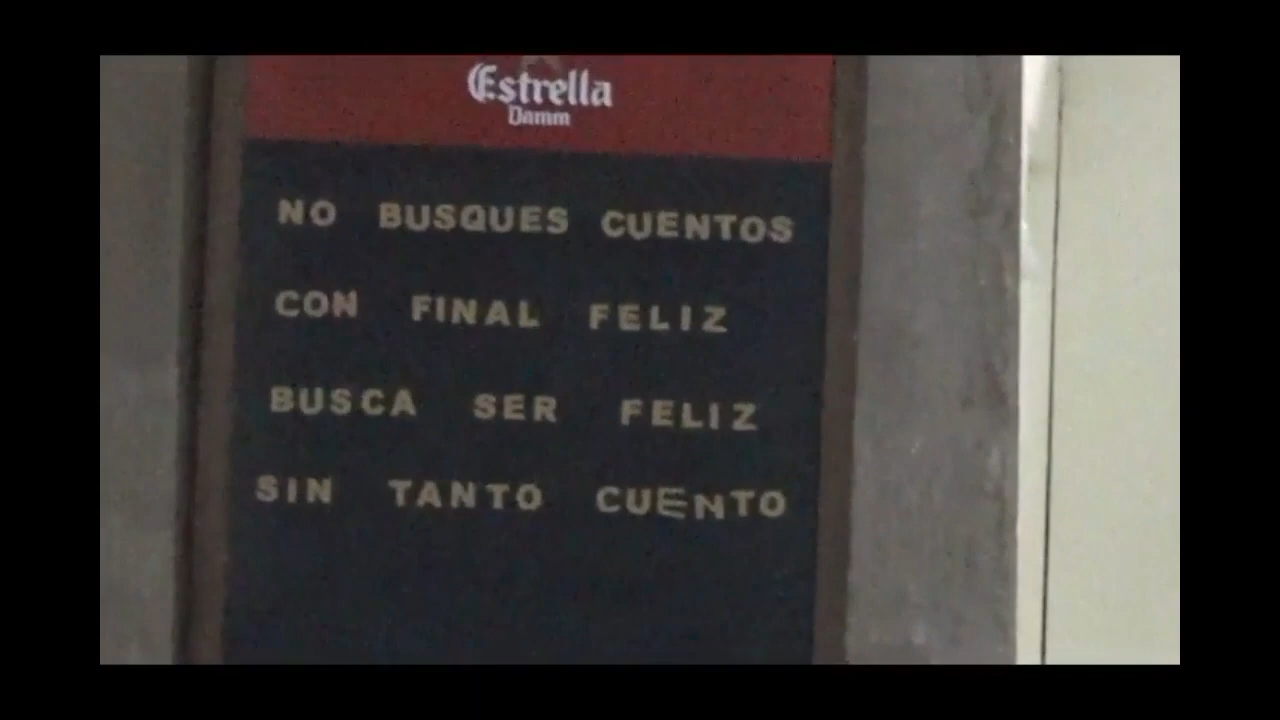 Estrella
Damm
NO BUSQUES CUENTOS
CON FINAL FELIZ
BUSCA SER FELIZ
SIN TANTO CUENTO